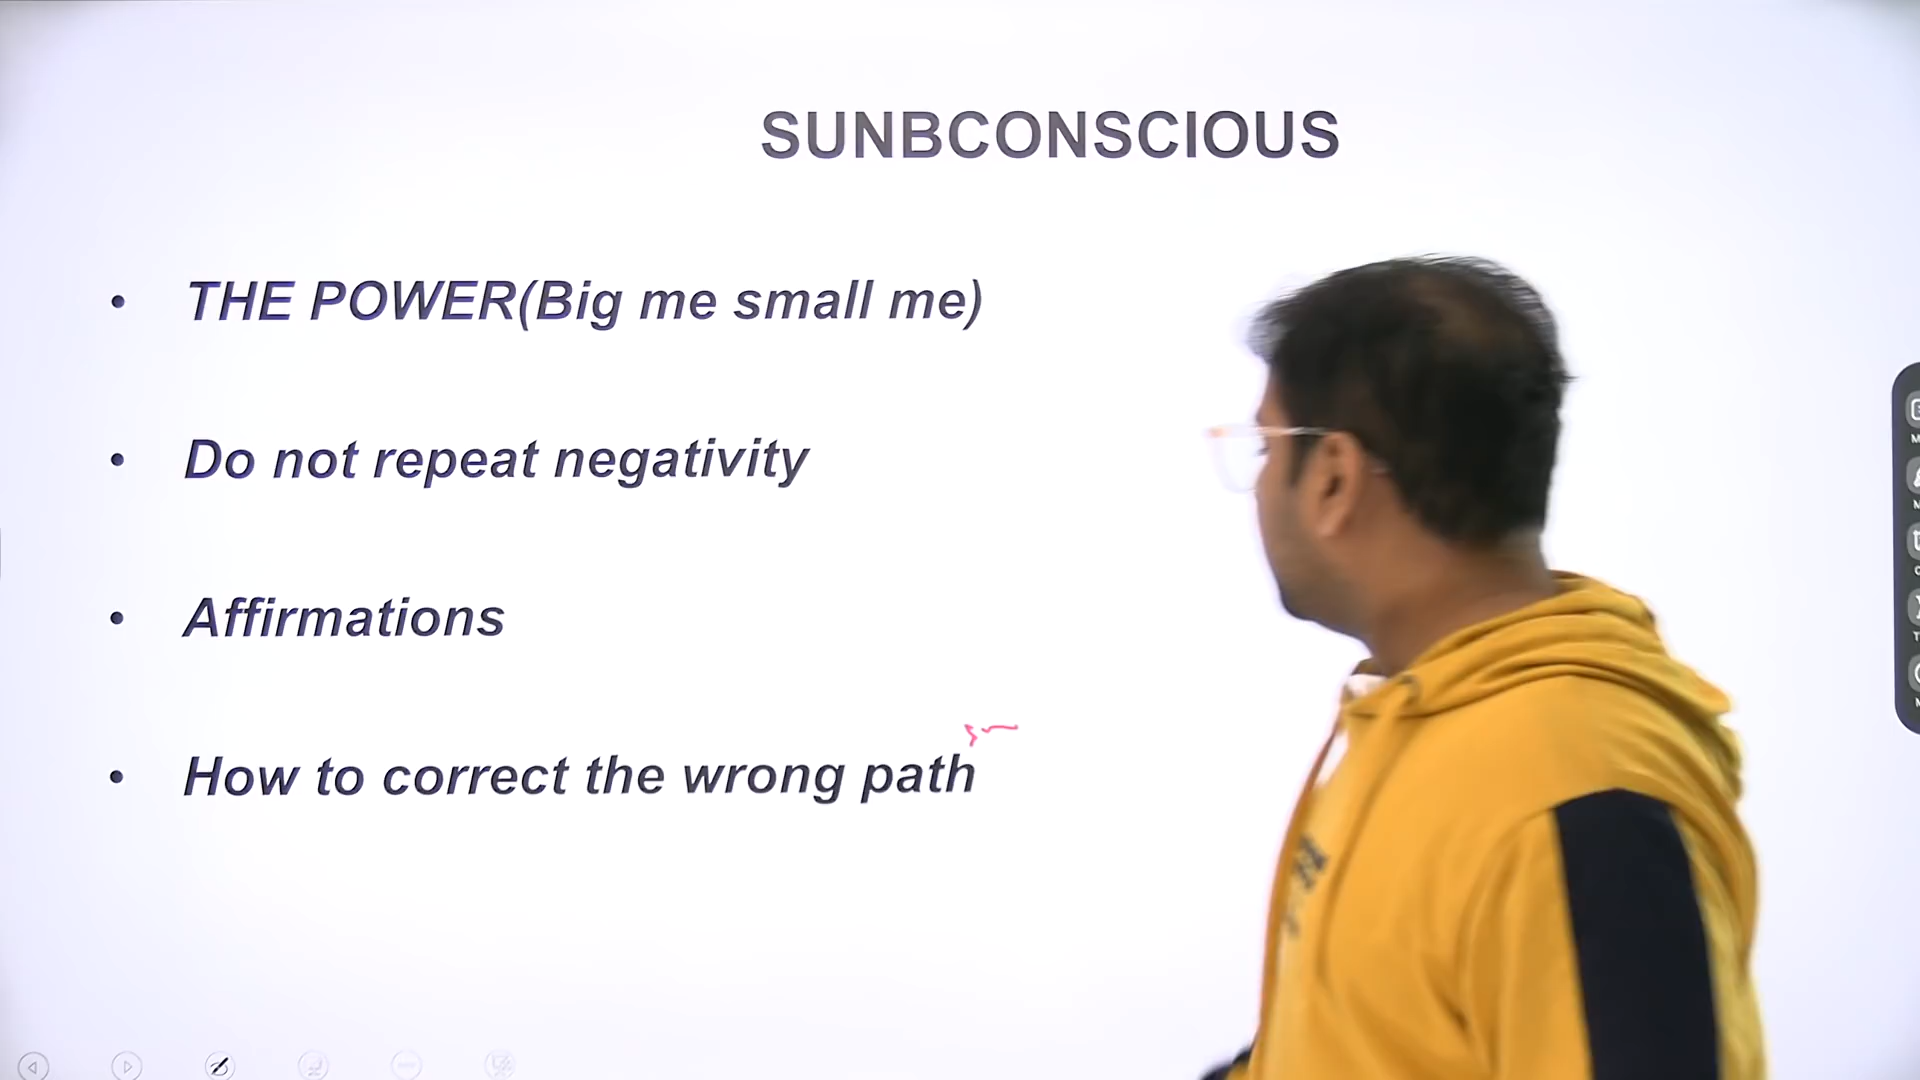 SUNBCONSCIOUS
• THE POWER(Big me small me)
• Do not repeat negativity
• Affirmations
• How to correct the wrong path